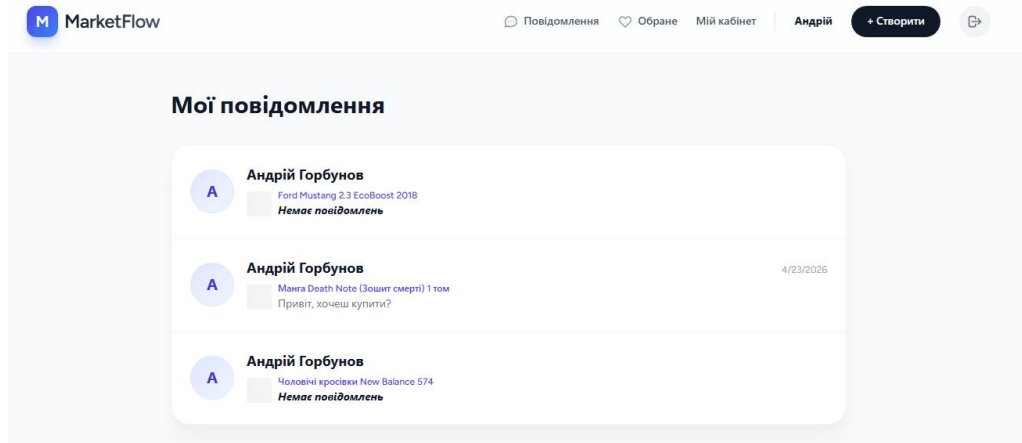 M MarketFlow
Повідомлення Обране Мій кабінет Андрій + Створити
Мої повідомлення
А
Андрій Горбунов
Ford Mustang 2.3 EcoBoost 2018
Немає повідомлень
А
Андрій Горбунов
4/23/2026
Манга Death Note (Зошит смерті) 1 том
Привіт, хочеш купити?
А
Андрій Горбунов
Чоловічі кросівки New Balance 574
Немає повідомлень